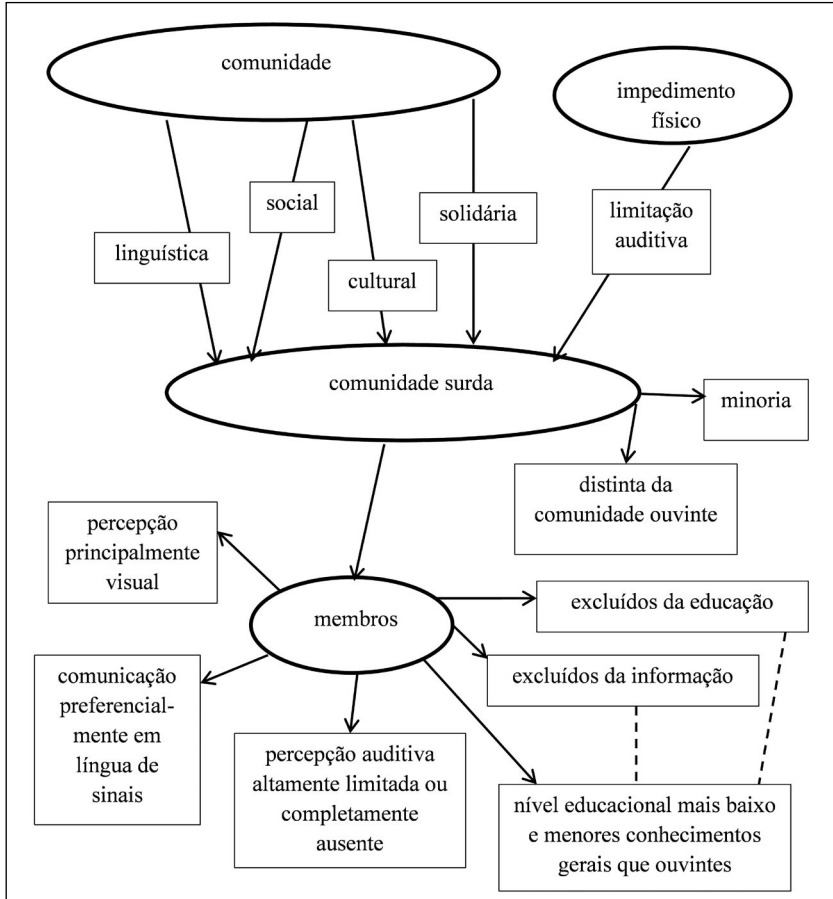 comunidade
impedimento
físico
social
solidária
limitação
auditiva
linguística
cultural
comunidade surda
minoria
distinta da
comunidade ouvinte
percepção
principalmente
visual
membros
excluídos da educação
comunicação
preferencial-
mente em
língua de
sinais
excluídos da informação
percepção auditiva
altamente limitada ou
completamente
ausente
nível educacional mais baixo
e menores conhecimentos
gerais que ouvintes